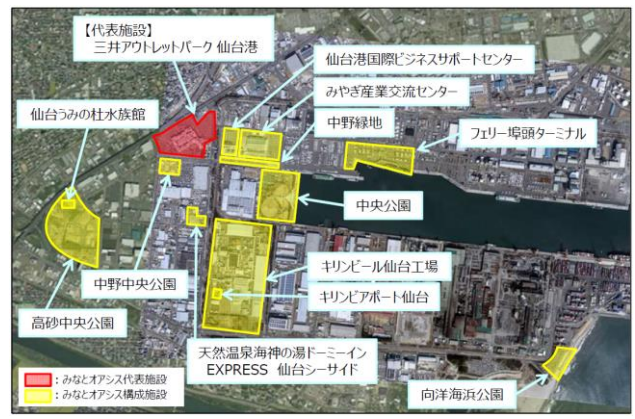 【代表施設】
三井アウトレットパーク 仙台港
仙台港国際ビジネスサポートセンター
みやぎ産業交流センター
中野緑地
フェリー埠頭ターミナル
仙台うみの杜水族館
中央公園
キリンビール仙台工場
キリンビアポート仙台
中野中央公園
高砂中央公園
天然温泉海神の湯ドーミーイン
EXPRESS 仙台シーサイド
向洋海浜公園
：みなとオアシス代表施設
：みなとオアシス構成施設